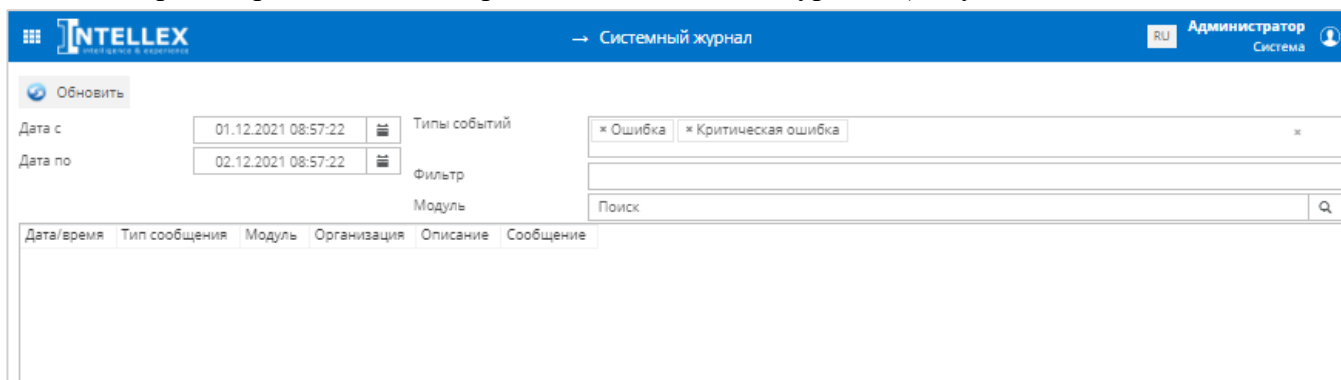 INTELLEX
intelligence & experience
→ Системный журнал
RU
Администратор
Система
Обновить
Дата с
01.12.2021 08:57:22
Типы событий
× Ошибка × Критическая ошибка ×
Дата по
02.12.2021 08:57:22
Фильтр
Модуль
Поиск
Дата/время Тип сообщения Модуль Организация Описание Сообщение